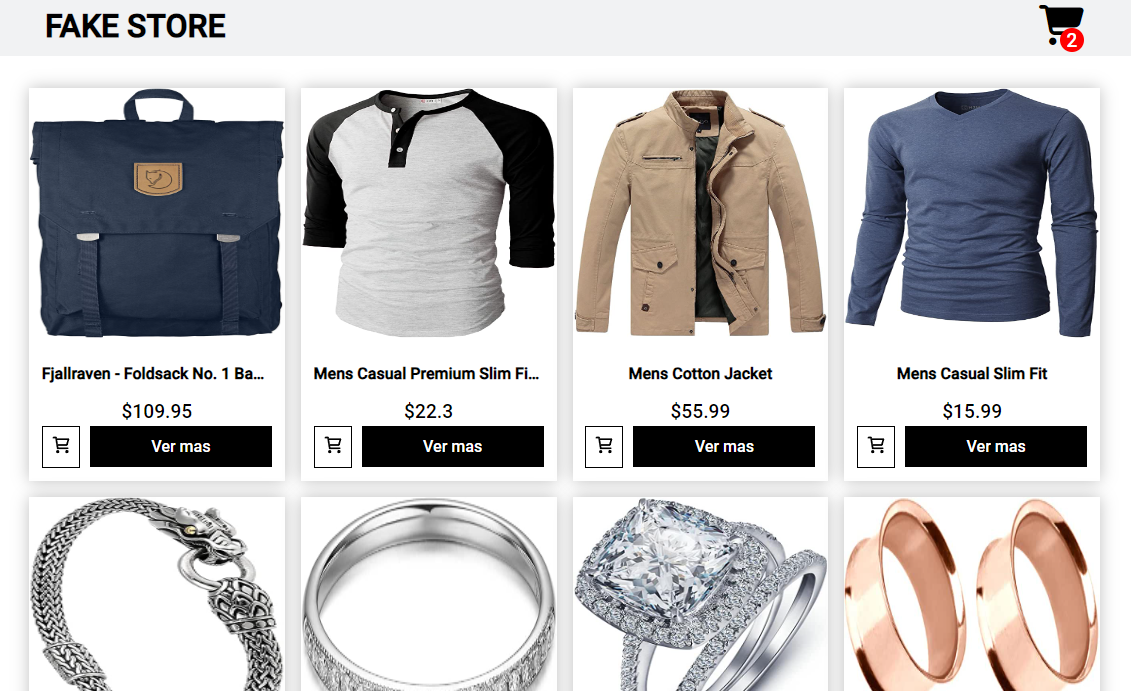 FAKE STORE
2
Fjallraven - Foldsack No. 1 Ba...
Mens Casual Premium Slim Fi...
Mens Cotton Jacket
Mens Casual Slim Fit
$109.95
$22.3
$55.99
$15.99
Ver mas
Ver mas
Ver mas
Ver mas